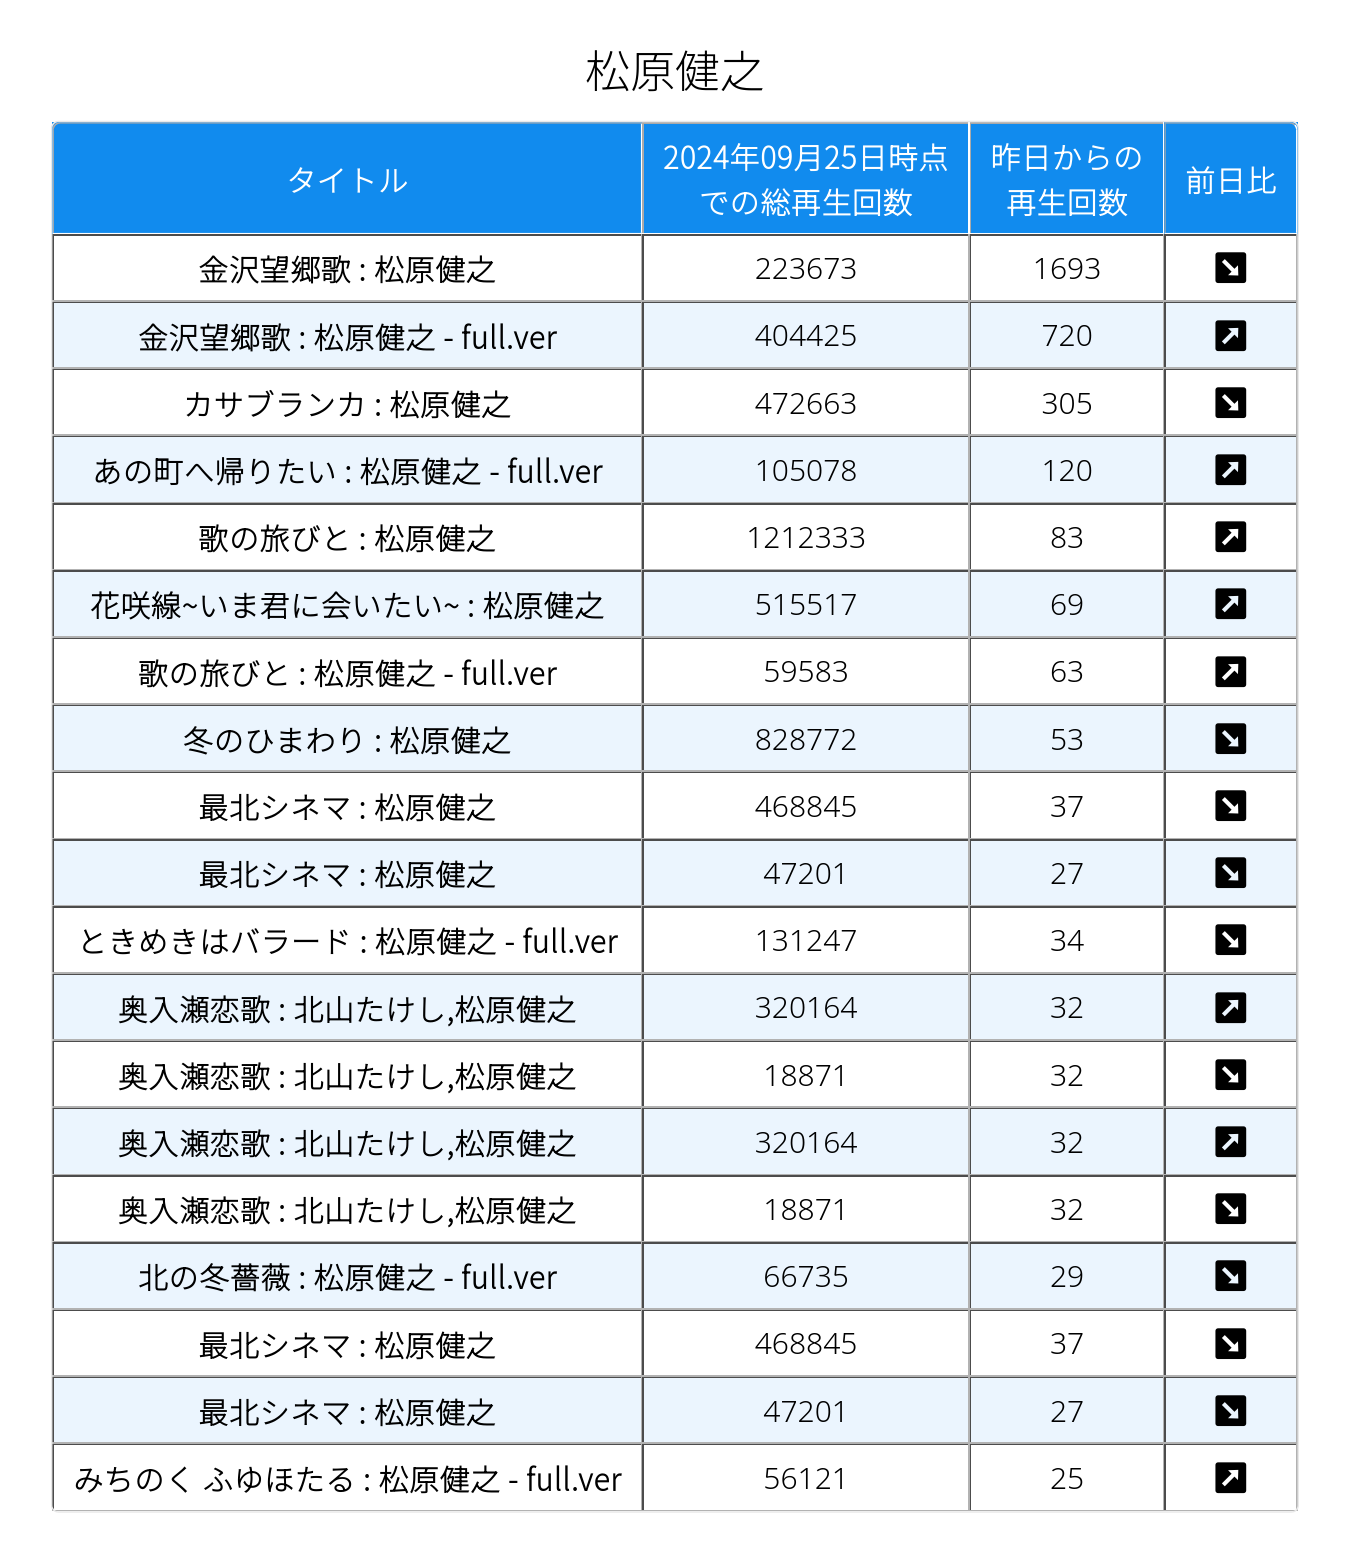 松原健之
タイトル
2024年09月25日時点
での総再生回数
昨日からの
再生回数
前日比
金沢望郷歌 : 松原健之 223673 1693
金沢望郷歌 : 松原健之 - full.ver 404425 720
カサブランカ : 松原健之 472663 305
あの町へ帰りたい : 松原健之 - full.ver 105078 120
歌の旅びと : 松原健之 1212333 83
花咲線~いま君に会いたい~ : 松原健之 515517 69
歌の旅びと : 松原健之 - full.ver 59583 63
冬のひまわり : 松原健之 828772 53
最北シネマ : 松原健之 468845 37
最北シネマ : 松原健之 47201 27
ときめきはバラード : 松原健之 - full.ver 131247 34
奥入瀬恋歌 : 北山たけし,松原健之 320164 32
奥入瀬恋歌 : 北山たけし,松原健之 18871 32
奥入瀬恋歌 : 北山たけし,松原健之 320164 32
奥入瀬恋歌 : 北山たけし,松原健之 18871 32
北の冬薔薇 : 松原健之 - full.ver 66735 29
最北シネマ : 松原健之 468845 37
最北シネマ : 松原健之 47201 27
みちのく ふゆほたる : 松原健之 - full.ver 56121 25